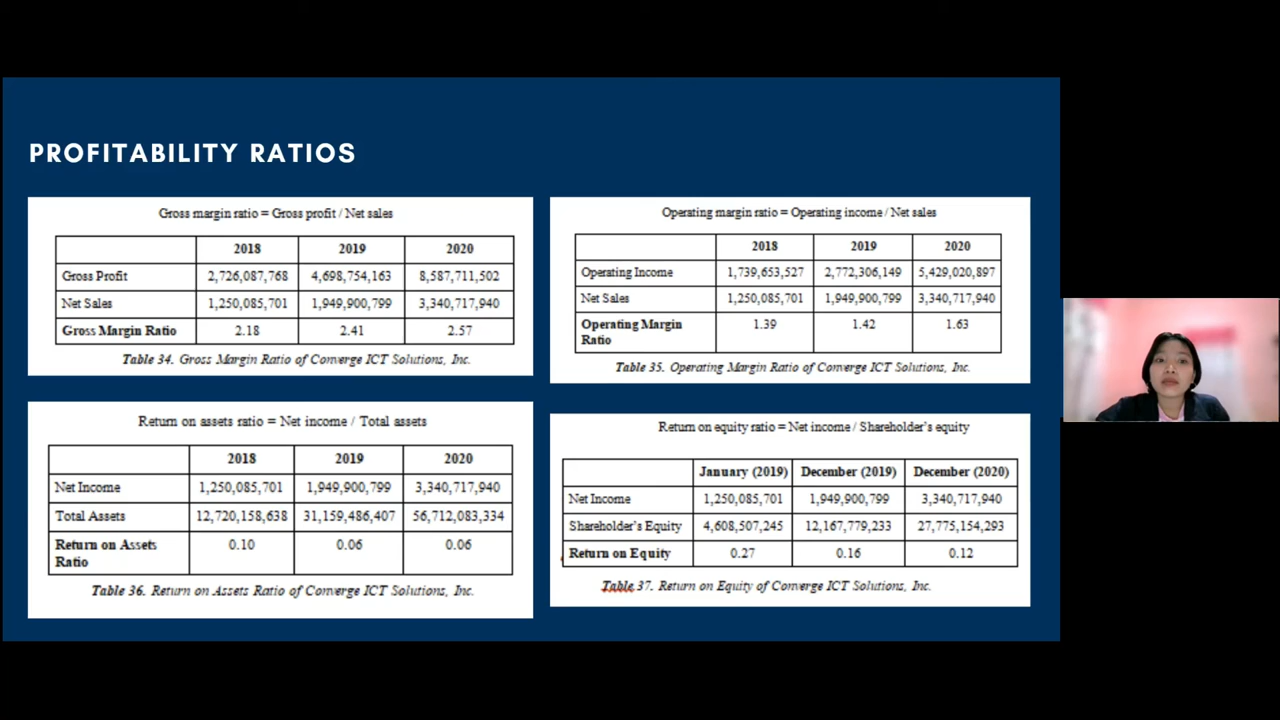 PROFITABILITY RATIOS
Gross margin ratio = Gross profit / Net sales
2018 2019 2020
Gross Profit 2,726,087,768 4,698,754,163 8,587,711,502
Net Sales 1,250,085,701 1,949,900,799 3,340,717,940
Gross Margin Ratio 2.18 2.41 2.57
Table 34. Gross Margin Ratio of Converge ICT Solutions, Inc.
Operating margin ratio = Operating income / Net sales
2018 2019 2020
Operating Income 1,739,653,527 2,772,306,149 5,429,020,897
Net Sales 1,250,085,701 1,949,900,799 3,340,717,940
Operating Margin 1.39 1.42 1.63
Ratio
Table 35. Operating Margin Ratio of Converge ICT Solutions, Inc.
Return on assets ratio = Net income / Total assets
2018 2019 2020
Net Income 1,250,085,701 1,949,900,799 3,340,717,940
Total Assets 12,720,158,638 31,159,486,407 56,712,083,334
Return on Assets 0.10 0.06 0.06
Ratio
Table 36. Return on Assets Ratio of Converge ICT Solutions, Inc.
Return on equity ratio = Net income / Shareholder's equity
January (2019) December (2019) December (2020)
Net Income 1,250,085,701 1,949,900,799 3,340,717,940
Shareholder's Equity 4,608,507,245 12,167,779,233 27,775,154,293
Return on Equity 0.27 0.16 0.12
Table 37. Return on Equity of Converge ICT Solutions, Inc.